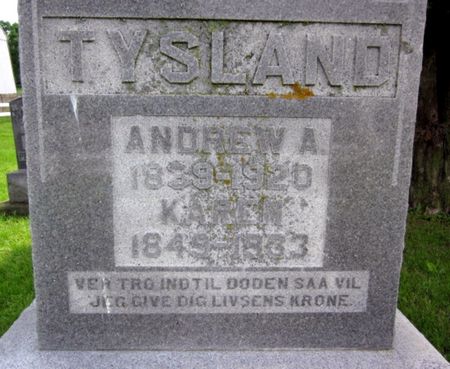 TYSLAND
ANDREW A.
1839-1920
KAREN
1849-1933
VER TRO INDTIL DODEN SAA VIL
JEG GIVE DIG LIVSENS KRONE.